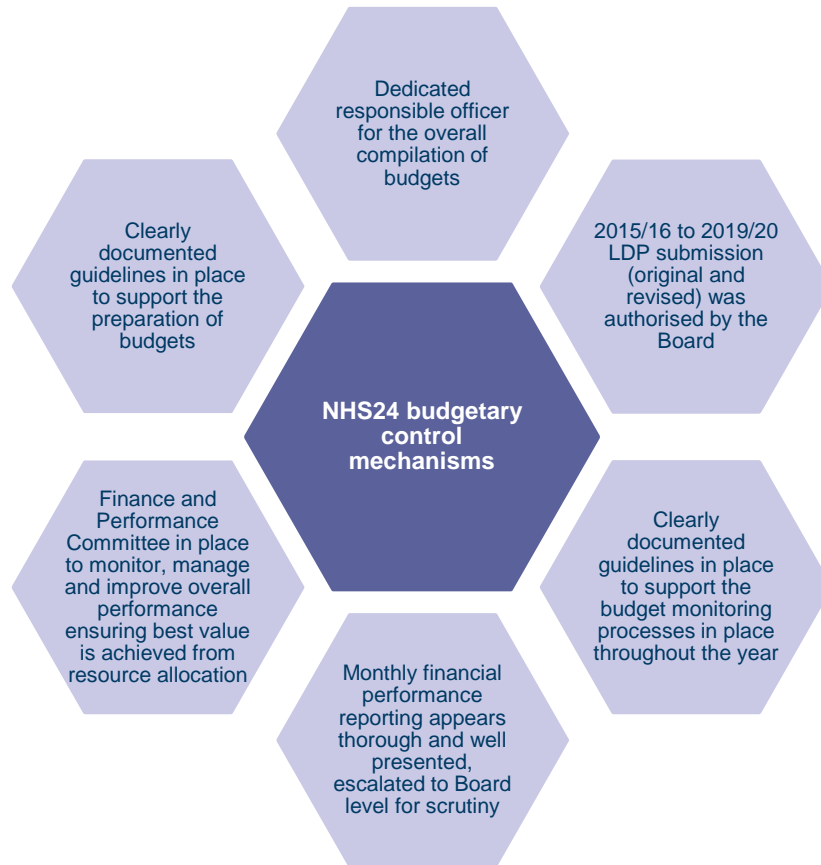 Dedicated
responsible officer
for the overall
compilation of
budgets
2015/16 to 2019/20
LDP submission
(original and
revised) was
authorised by the
Board
Clearly
documented
guidelines in place
to support the
budget monitoring
processes in place
throughout the year
Monthly financial
performance
reporting appears
thorough and well
presented,
escalated to Board
level for scrutiny
Finance and
Performance
Committee in place
to monitor, manage
and improve overall
performance
ensuring best value
is achieved from
resource allocation
Clearly
documented
guidelines in place
to support the
preparation of
budgets
NHS24 budgetary
control
mechanisms